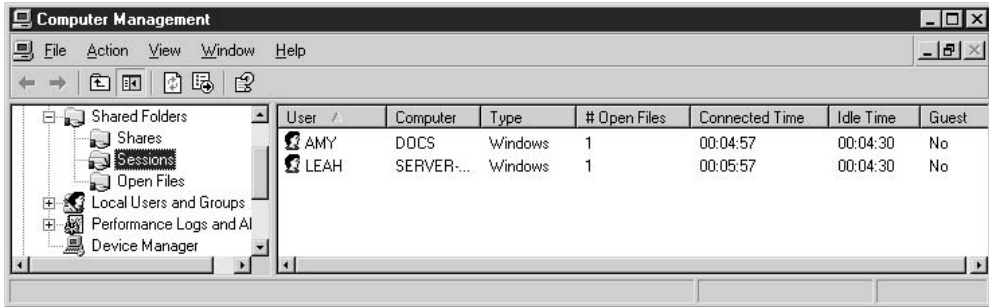 Computer Management
File Action View Window Help
Shared Folders
Shares
Sessions
Open Files
Local Users and Groups
Performance Logs and Al
Device Manager
User Computer Type # Open Files Connected Time Idle Time Guest
AMY DOCS Windows 1 00:04:57 00:04:30 No
LEAH SERVER-... Windows 1 00:05:57 00:04:30 No